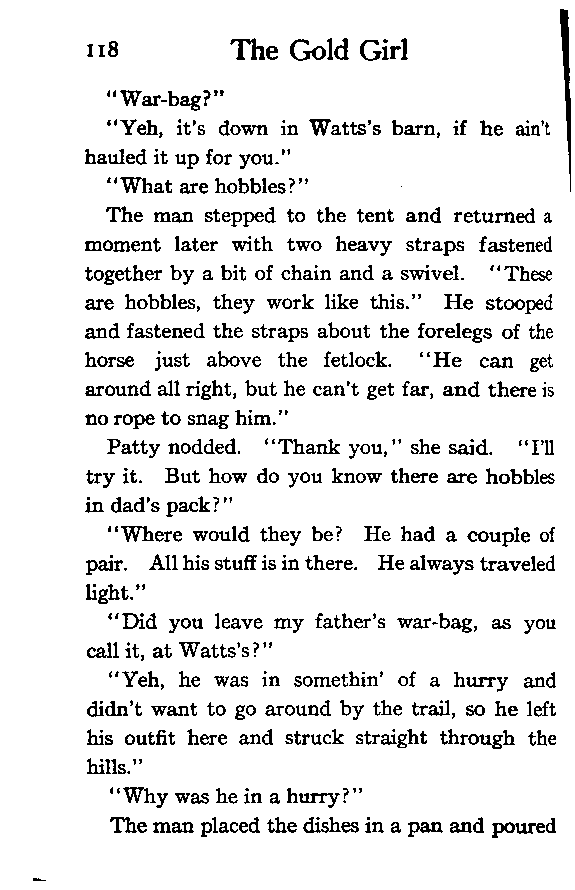 118 The Gold Girl
"War-bag?"
"Yeh, it's down in Watts's barn, if he ain't
hauled it up for you."
"What are hobbles?"
The man stepped to the tent and returned a
moment later with two heavy straps fastened
together by a bit of chain and a swivel. "These
are hobbles, they work like this." He stooped
and fastened the straps about the forelegs of the
horse just above the fetlock. "He can get
around all right, but he can't get far, and there is
no rope to snag him."
Patty nodded. "Thank you," she said. "I'll
try it. But how do you know there are hobbles
in dad's pack?"
"Where would they be? He had a couple of
pair. All his stuff is in there. He always traveled
light."
"Did you leave my father's war-bag, as you
call it, at Watts's?"
"Yeh, he was in somethin' of a hurry and
didn't want to go around by the trail, so he left
his outfit here and struck straight through the
hills."
"Why was he in a hurry?"
The man placed the dishes in a pan and poured